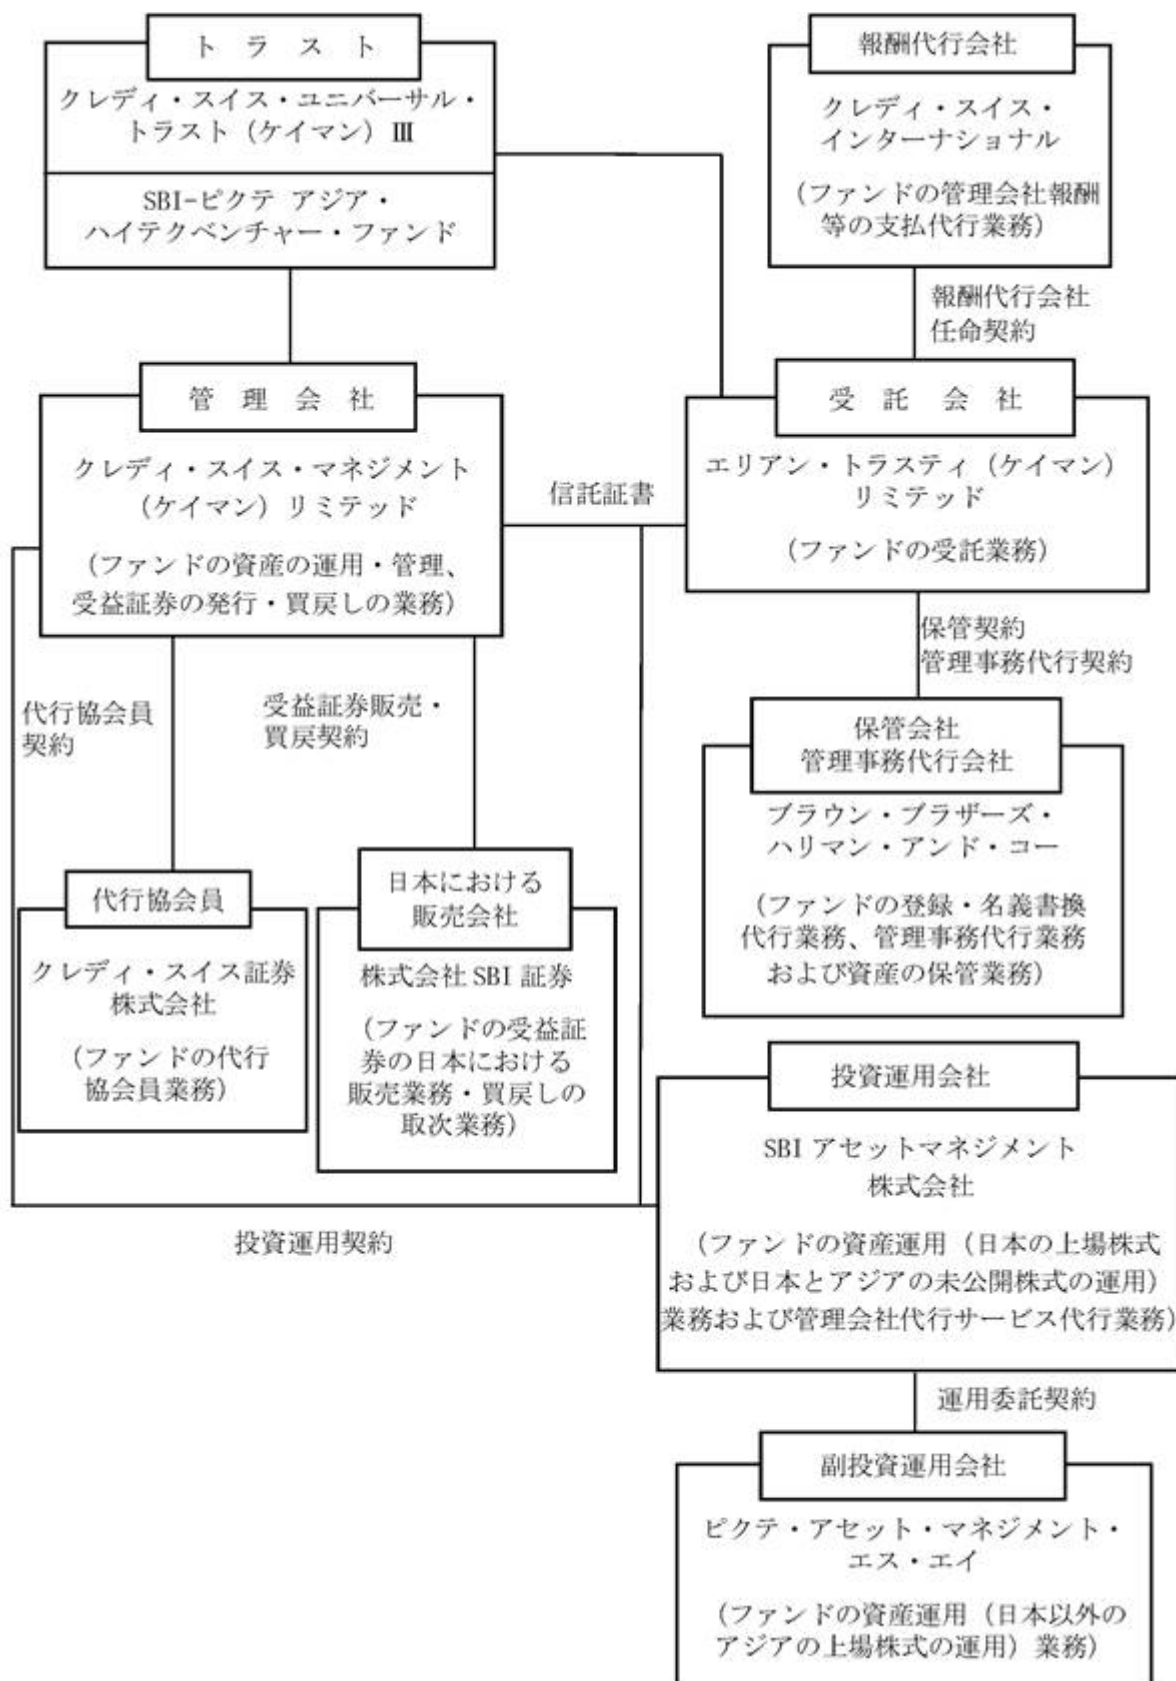 トラスト
クレディ・スイス・ユニバーサル・
トラスト（ケイマン）Ⅲ
SBI-ピクテ アジア・
ハイテクベンチャー・ファンド
報酬代行会社
クレディ・スイス・
インターナショナル
（ファンドの管理会社報酬
等の支払代行業務）
報酬代行会社
任命契約
管理会社
クレディ・スイス・マネジメント
（ケイマン）リミテッド
（ファンドの資産の運用・管理、
受益証券の発行・買戻しの業務）
信託証書
受託会社
エリアン・トラスティ（ケイマン）
リミテッド
（ファンドの受託業務）
保管契約
管理事務代行契約
代行協会員
契約
受益証券販売・
買戻契約
保管会社
管理事務代行会社
ブラウン・ブラザーズ・
ハリマン・アンド・コー
（ファンドの登録・名義書換
代行業務、管理事務代行業務
および資産の保管業務）
代行協会員
クレディ・スイス証券
株式会社
（ファンドの代行
協会員業務）
日本における
販売会社
株式会社 SBI 証券
（ファンドの受益証
券の日本における
販売業務・買戻しの
取次業務）
投資運用契約
投資運用会社
SBI アセットマネジメント
株式会社
（ファンドの資産運用（日本の上場株式
および日本とアジアの未公開株式の運用）
業務および管理会社代行サービス代行業務）
運用委託契約
副投資運用会社
ピクテ・アセット・マネジメント・
エス・エイ
（ファンドの資産運用（日本以外の
アジアの上場株式の運用）業務）